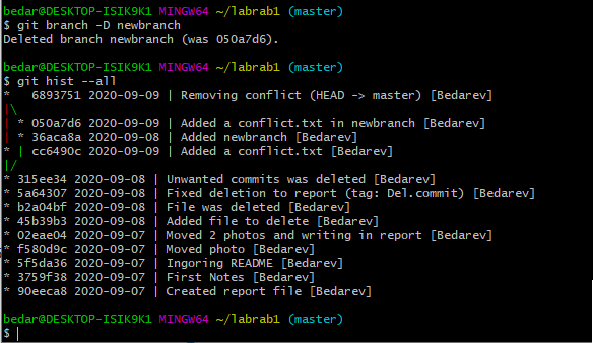 bedar@DESKTOP-ISIK9K1 MINGW64 ~/labrab1 (master)
$ git branch -D newbranch
Deleted branch newbranch (was 050a7d6).
bedar@DESKTOP-ISIK9K1 MINGW64 ~/labrab1 (master)
$ git hist --all
*   6893751 2020-09-09 | Removing conflict (HEAD -> master) [Bedarev]
|\
| * 050a7d6 2020-09-09 | Added a conflict.txt in newbranch [Bedarev]
| * 36aca8a 2020-09-08 | Added newbranch [Bedarev]
* | cc6490c 2020-09-09 | Added a conflict.txt [Bedarev]
|/
* 315ee34 2020-09-08 | Unwanted commits was deleted [Bedarev]
* 5a64307 2020-09-08 | Fixed deletion to report (tag: Del.commit) [Bedarev]
* b2a04bf 2020-09-08 | File was deleted [Bedarev]
* 45b39b3 2020-09-08 | Added file to delete [Bedarev]
* 02eae04 2020-09-07 | Moved 2 photos and writing in report [Bedarev]
* f580d9c 2020-09-07 | Moved photo [Bedarev]
* 5f5da36 2020-09-07 | Ingoring README [Bedarev]
* 3759f38 2020-09-07 | First Notes [Bedarev]
* 90eeca8 2020-09-07 | Created report file [Bedarev]
bedar@DESKTOP-ISIK9K1 MINGW64 ~/labrab1 (master)
$